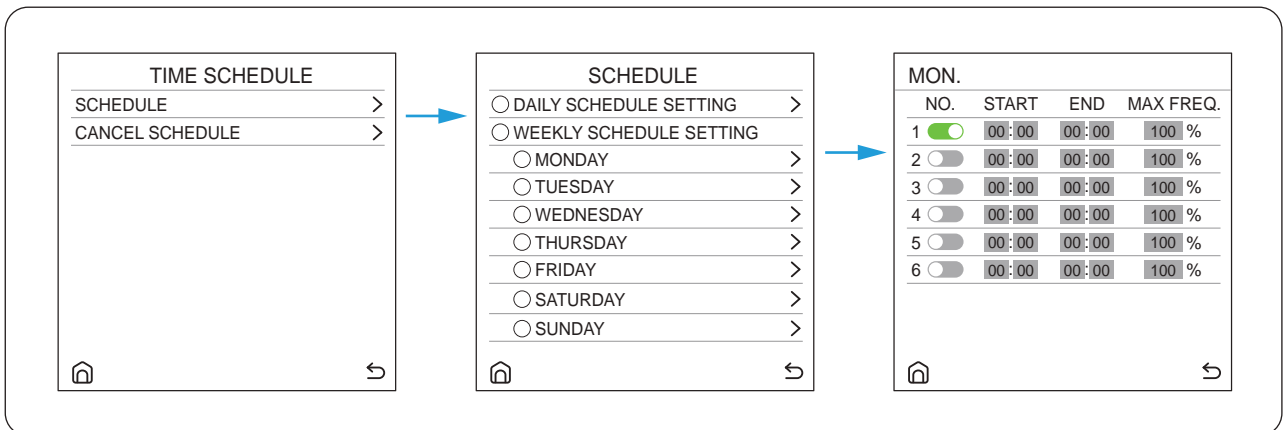 TIME SCHEDULE
SCHEDULE
CANCEL SCHEDULE
SCHEDULE
DAILY SCHEDULE SETTING
WEEKLY SCHEDULE SETTING
MONDAY
TUESDAY
WEDNESDAY
THURSDAY
FRIDAY
SATURDAY
SUNDAY
MON.
NO. START END MAX FREQ.
1 00:00 00:00 100 %
2 00:00 00:00 100 %
3 00:00 00:00 100 %
4 00:00 00:00 100 %
5 00:00 00:00 100 %
6 00:00 00:00 100 %